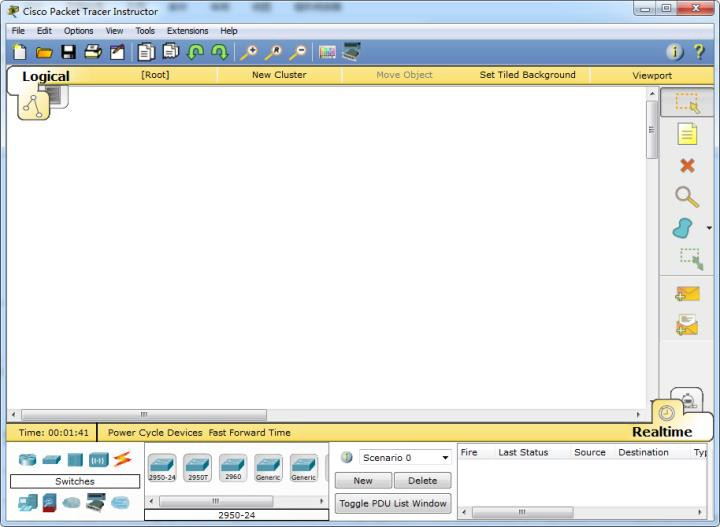 Cisco Packet Tracer Instructor
File Edit Options View Tools Extensions Help
Logical [Root] New Cluster Move Object Set Tiled Background Viewport
Time: 00:01:41 Power Cycle Devices Fast Forward Time Realtime
Switches
2950-24 2950T 2960 Generic Generic
2950-24
Scenario 0
New Delete
Toggle PDU List Window
Fire Last Status Source Destination Typ